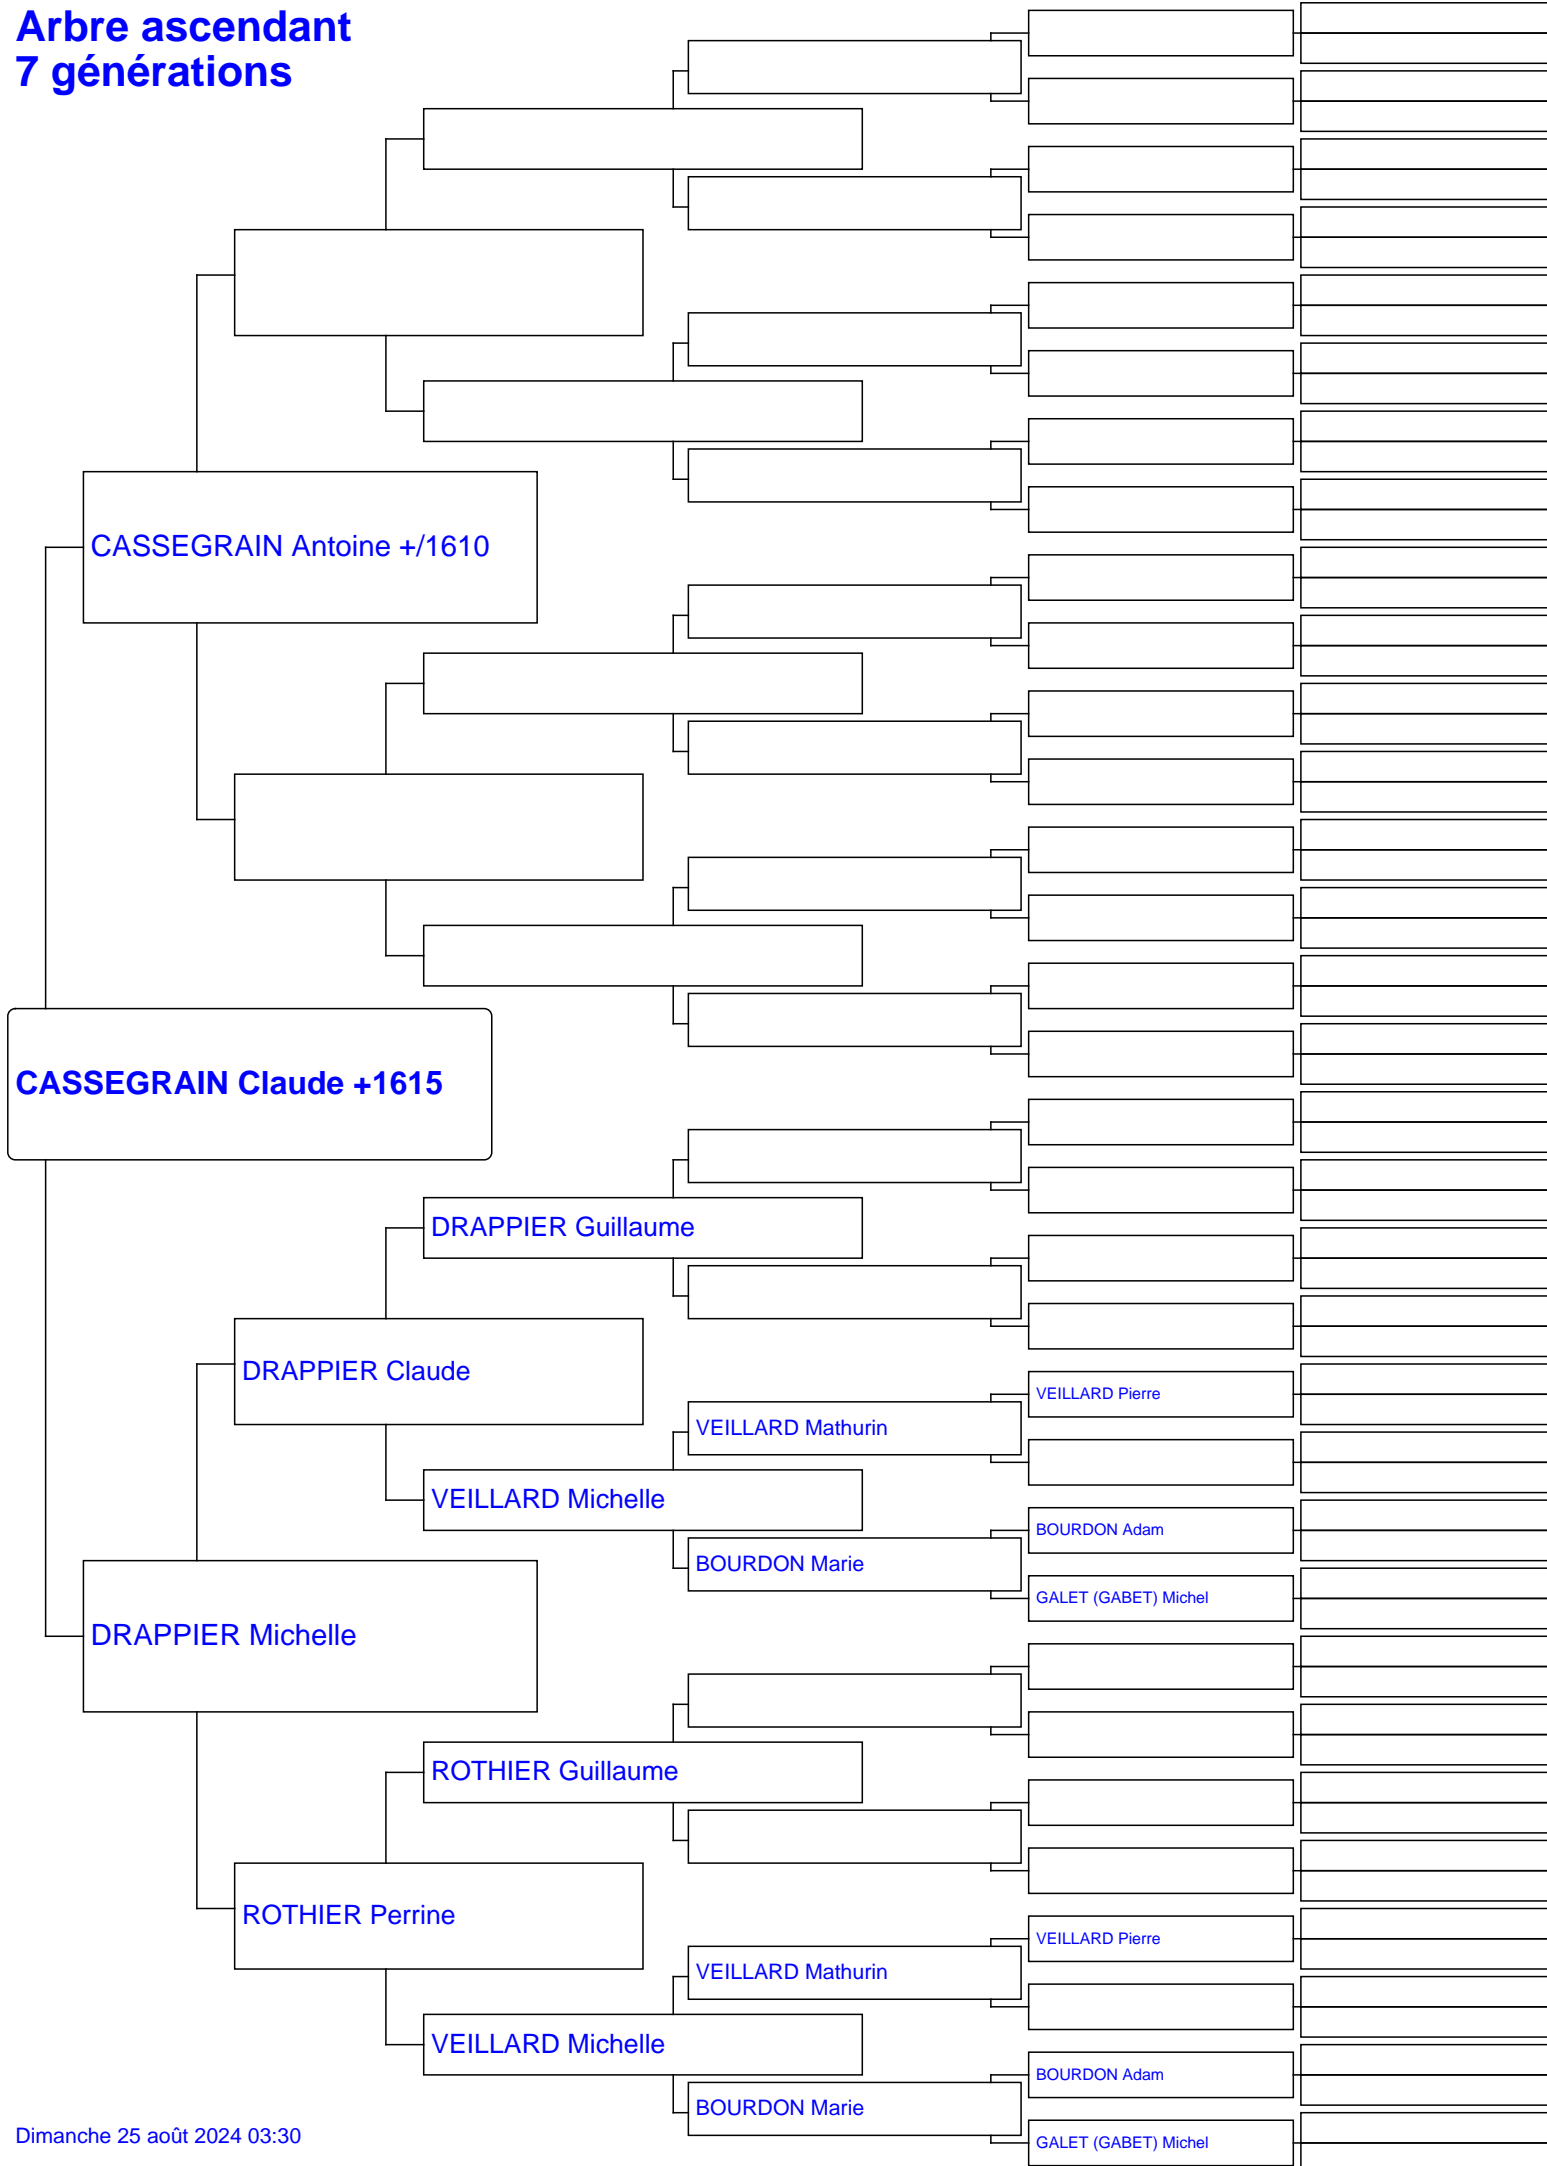 Arbre ascendant
7 générations
CASSEGRAIN Antoine +/1610
CASSEGRAIN Claude +1615
DRAPPIER Guillaume
DRAPPIER Claude
VEILLARD Pierre
VEILLARD Mathurin
VEILLARD Michelle
BOURDON Adam
BOURDON Marie
GALET (GABET) Michel
DRAPPIER Michelle
ROTHIER Guillaume
ROTHIER Perrine
VEILLARD Pierre
VEILLARD Mathurin
VEILLARD Michelle
BOURDON Adam
BOURDON Marie
GALET (GABET) Michel
Dimanche 25 août 2024 03:30